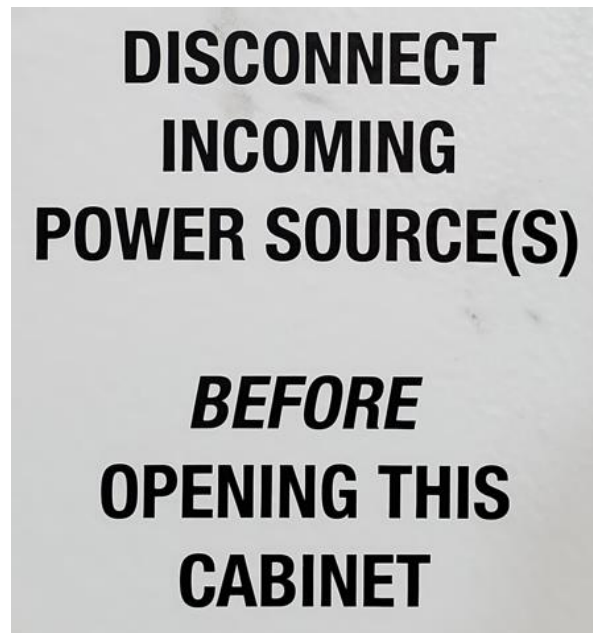 DISCONNECT
INCOMING
POWER SOURCE(S)
BEFORE
OPENING THIS
CABINET